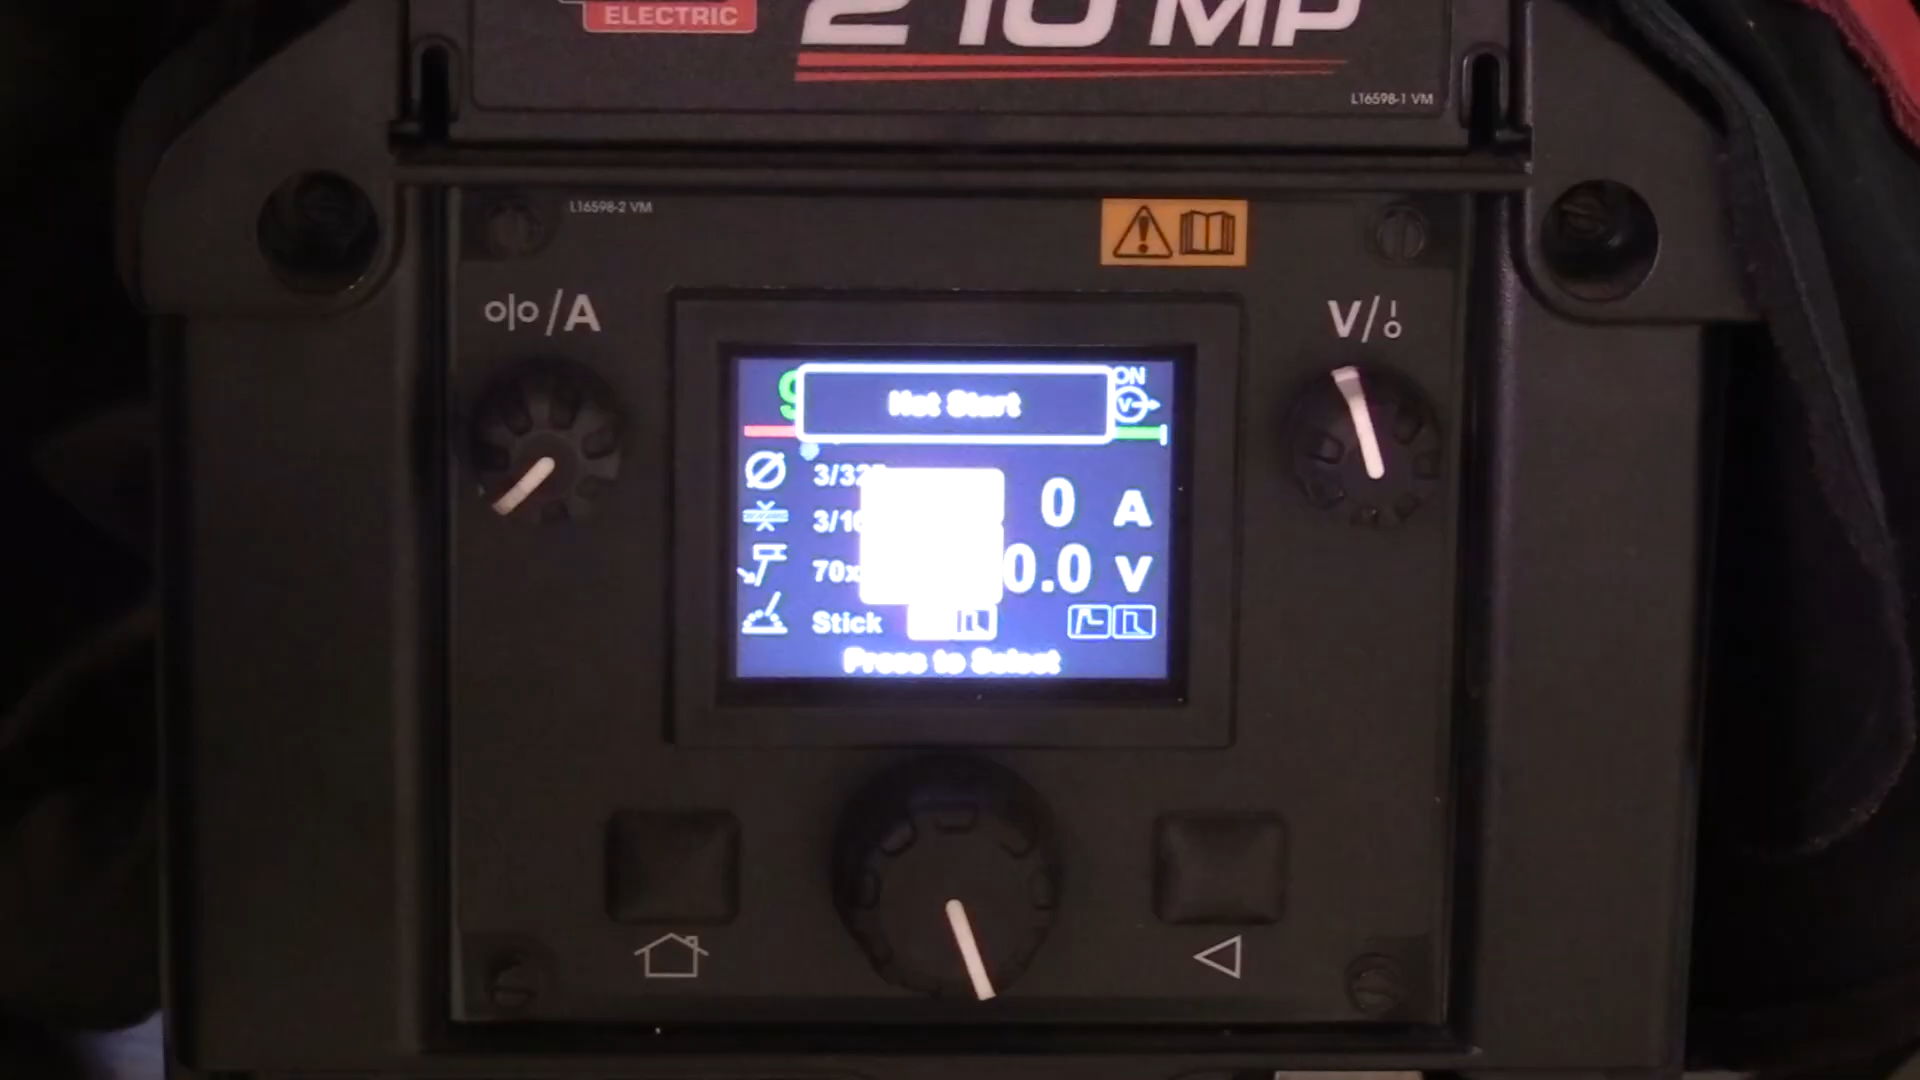 ELECTRIC
210 MP
L16598-1 VM
L16598-2 VM
/A
V/
Hot Start
ON
V
3/32
0 A
3/16
70x
0.0 V
Stick
Press to Select